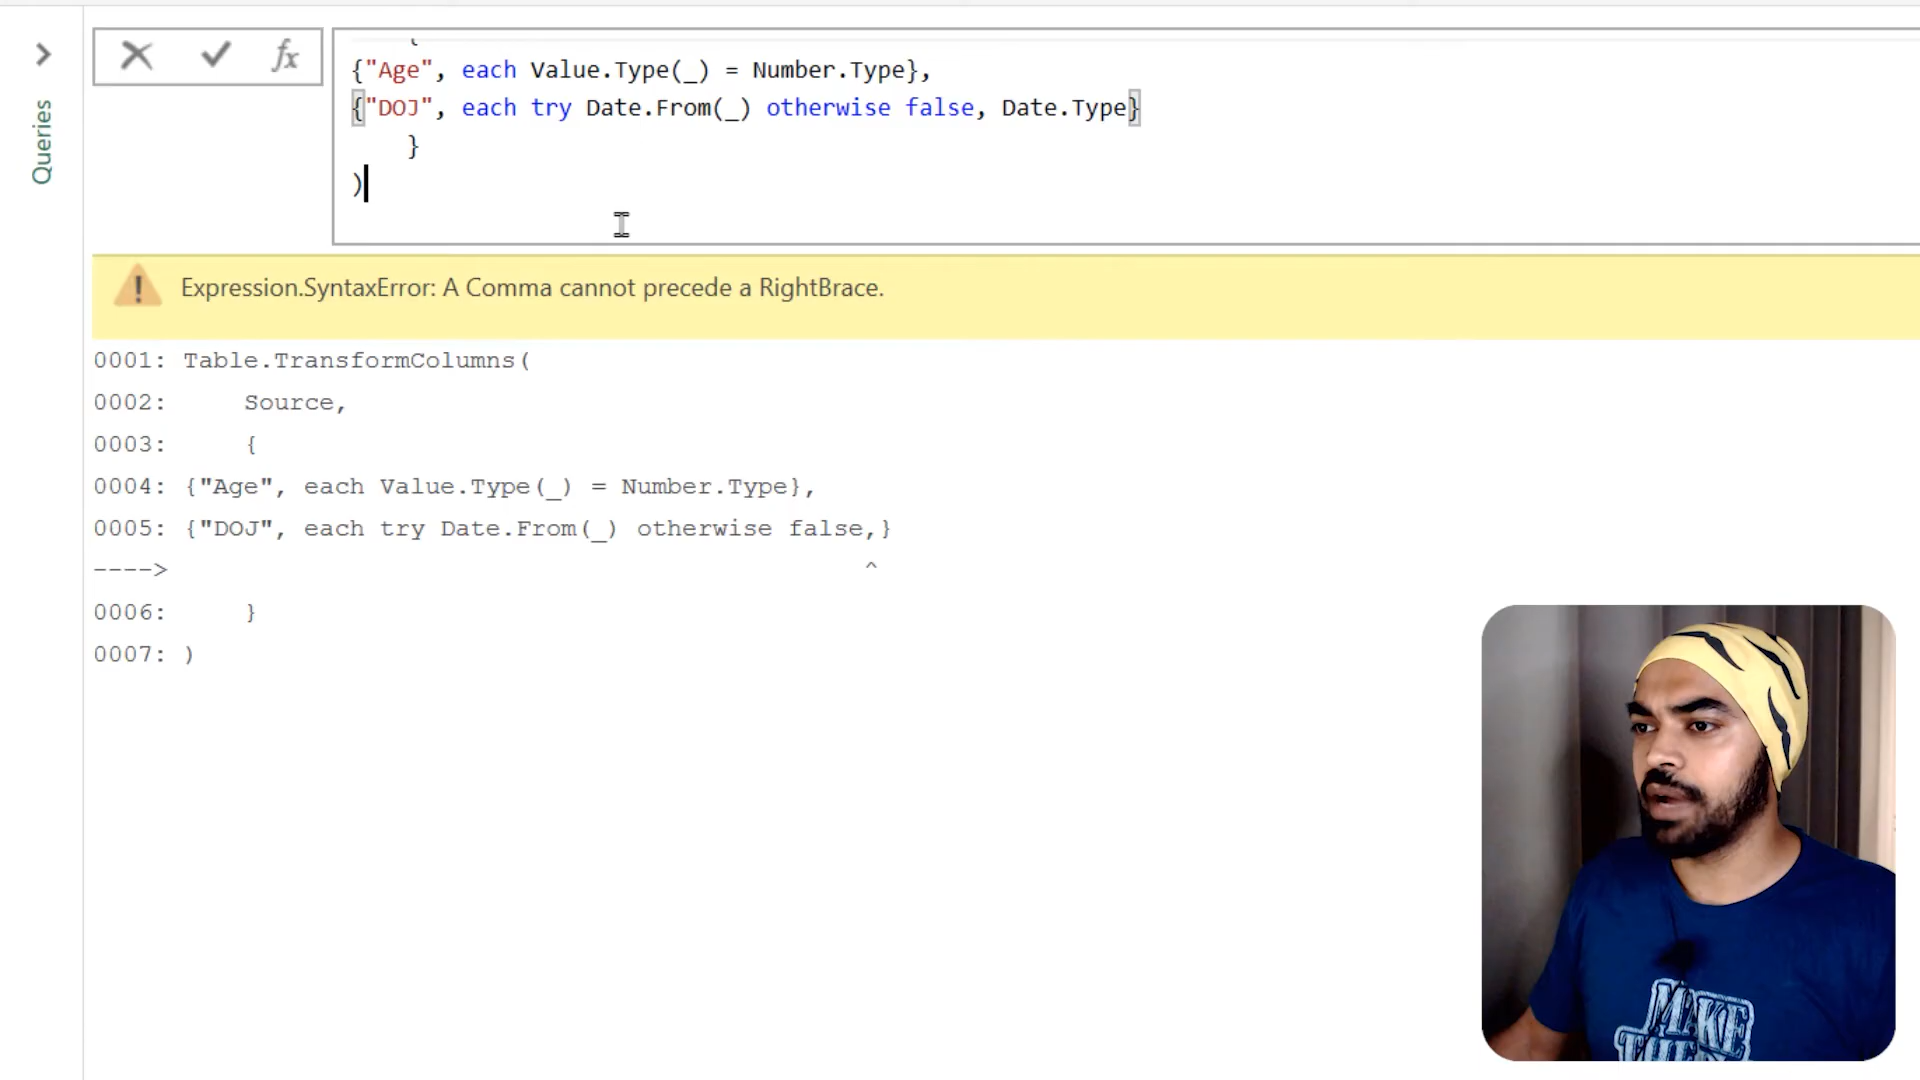 {"Age", each Value.Type(_) = Number.Type},
{"DOJ", each try Date.From(_) otherwise false, Date.Type}
}
)
Queries
fx
Expression.SyntaxError: A Comma cannot precede a RightBrace.
0001: Table.TransformColumns(
0002: Source,
0003: {
0004: {"Age", each Value.Type(_) = Number.Type},
0005: {"DOJ", each try Date.From(_) otherwise false,}
----> ^
0006: }
0007: )
MAKE